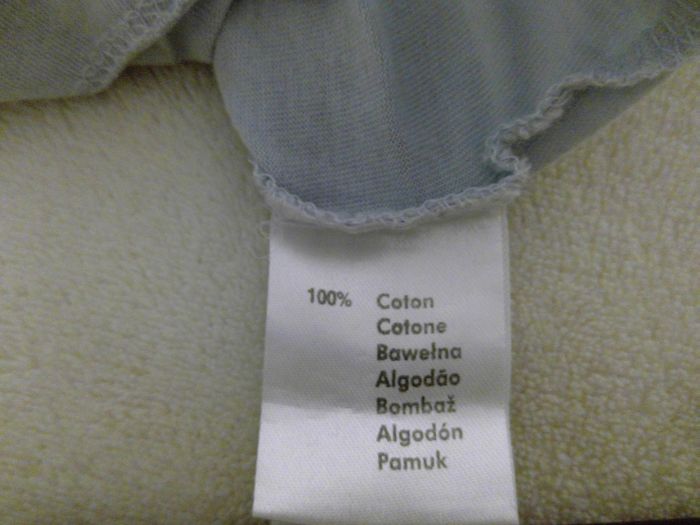 100% Coton
Cotone
Bawełna
Algodão
Bombaž
Algodón
Pamuk